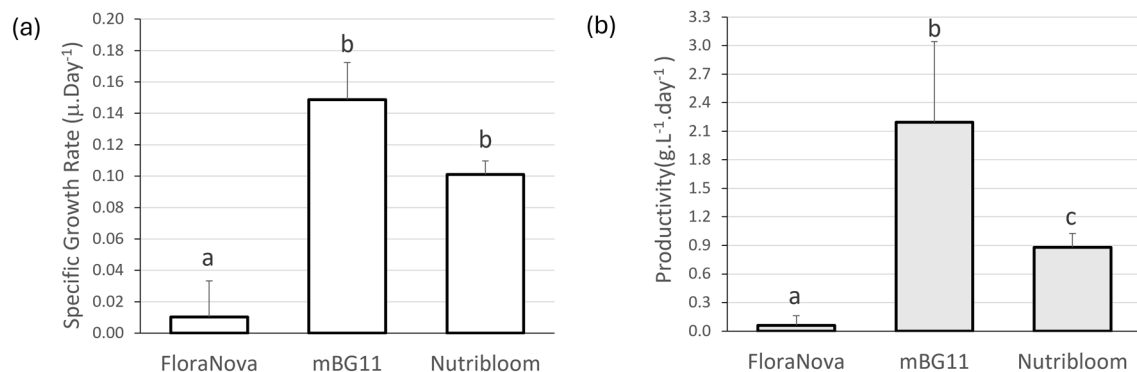 (a)
Specific Growth Rate (μ.Day⁻¹)
0.20
0.18
0.16
0.14
0.12
0.10
0.08
0.06
0.04
0.02
0.00
a
b
b
FloraNova mBG11 Nutribloom
(b)
Productivity(g.L⁻¹.day⁻¹)
3.3
3.0
2.7
2.4
2.1
1.8
1.5
1.2
0.9
0.6
0.3
0.0
a
b
c
FloraNova mBG11 Nutribloom